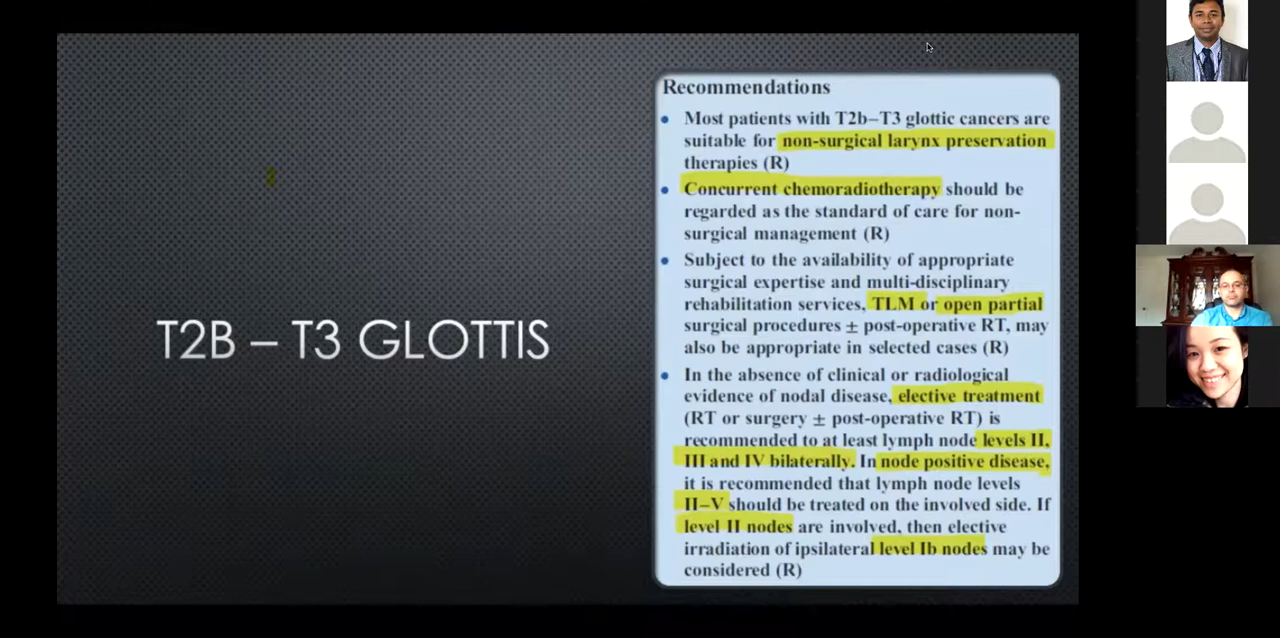 T2B – T3 GLOTTIS
Recommendations
• Most patients with T2b–T3 glottic cancers are
suitable for non-surgical larynx preservation
therapies (R)
• Concurrent chemoradiotherapy should be
regarded as the standard of care for non-
surgical management (R)
• Subject to the availability of appropriate
surgical expertise and multi-disciplinary
rehabilitation services, TLM or open partial
surgical procedures ± post-operative RT, may
also be appropriate in selected cases (R)
• In the absence of clinical or radiological
evidence of nodal disease, elective treatment
(RT or surgery ± post-operative RT) is
recommended to at least lymph node levels II,
III and IV bilaterally. In node positive disease,
it is recommended that lymph node levels
II–V should be treated on the involved side. If
level II nodes are involved, then elective
irradiation of ipsilateral level Ib nodes may be
considered (R)